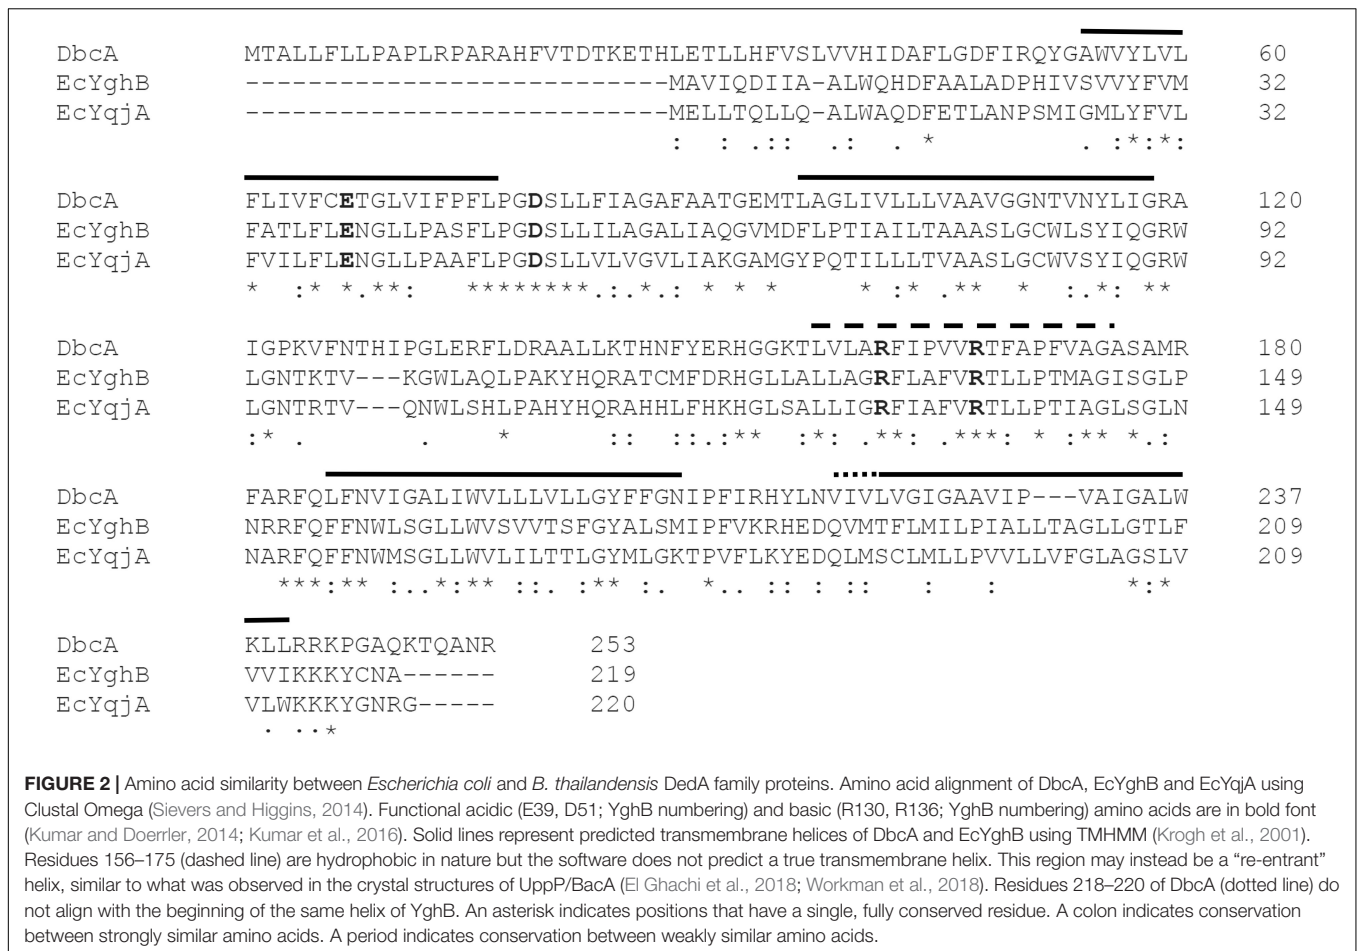 DbcA MTALLFLLPAPLRPARAHFVTDTKETHLETLLHFVSLVVHIDAFLGDFIRQYGAWVYLVL 60
EcYghB ---------------------------MAVIQDIIA-ALWQHDFAALADPHIVSVVYFVM 32
EcYqjA ---------------------------MELLTQLLQ-ALWAQDFETLANPSMIGMLYFVL 32
: : .:: .: . * . :*:*:
DbcA FLIVFCETGLVIFPFLPGDSLLFIAGAFAATGEMTLAGLIVLLLVAAVGGNTVNYLIGRA 120
EcYghB FATLFLENGLLPASFLPGDSLLILAGALIAQGVMDFLPTIAILTAAASLGCWLSYIQGRW 92
EcYqjA FVILFLENGLLPAAFLPGDSLLVLVGVLIAKGAMGYPQTILLLTVAASLGCWVSYIQGRW 92
* :* *.**: ********.:.*.: * * * * :* .** * :.*: **
DbcA IGPKVFNTHIPGLERFLDRAALLKTHNFYERHGGKTLVLARFIPVVRTFAPFVAGASAMR 180
EcYghB LGNTKTV---KGWLAQLPAKYHQRATCMFDRHGLLALLAGRFLAFVRTLLPTMAGISGLP 149
EcYqjA LGNTRTV---QNWLSHLPAHYHQRAHHLFHKHGLSALLIGRFIAFVRTLLPTIAGLSGLN 149
:* . . * :: ::.:** :*: .**: .***: * :** *.:
DbcA FARFQLFNVIGALIWVLLLVLLGYFFGNIPFIRHYLNVIVLVGIGAAVIP---VAIGALW 237
EcYghB NRRFQFFNWLSGLLWVSVVTSFGYALSMIPFVKRHEDQVMTFLMILPIALLTAGLLGTLF 209
EcYqjA NARFQFFNWMSGLLWVLILTTLGYMLGKTPVFLKYEDQLMSCLMLLPVVLLVFGLAGSLV 209
***:** :..*:** ::. :** :. *.. :: : :: : : *:*
DbcA KLLRRKPGAQKTQANR 253
EcYghB VVIKKKYCNA------ 219
EcYqjA VLWKKKYGNRG----- 220
. ..*
FIGURE 2 | Amino acid similarity between Escherichia coli and B. thailandensis DedA family proteins. Amino acid alignment of DbcA, EcYghB and EcYqjA using
Clustal Omega (Sievers and Higgins, 2014). Functional acidic (E39, D51; YghB numbering) and basic (R130, R136; YghB numbering) amino acids are in bold font
(Kumar and Doerrler, 2014; Kumar et al., 2016). Solid lines represent predicted transmembrane helices of DbcA and EcYghB using TMHMM (Krogh et al., 2001).
Residues 156–175 (dashed line) are hydrophobic in nature but the software does not predict a true transmembrane helix. This region may instead be a “re-entrant”
helix, similar to what was observed in the crystal structures of UppP/BacA (El Ghachi et al., 2018; Workman et al., 2018). Residues 218–220 of DbcA (dotted line) do
not align with the beginning of the same helix of YghB. An asterisk indicates positions that have a single, fully conserved residue. A colon indicates conservation
between strongly similar amino acids. A period indicates conservation between weakly similar amino acids.